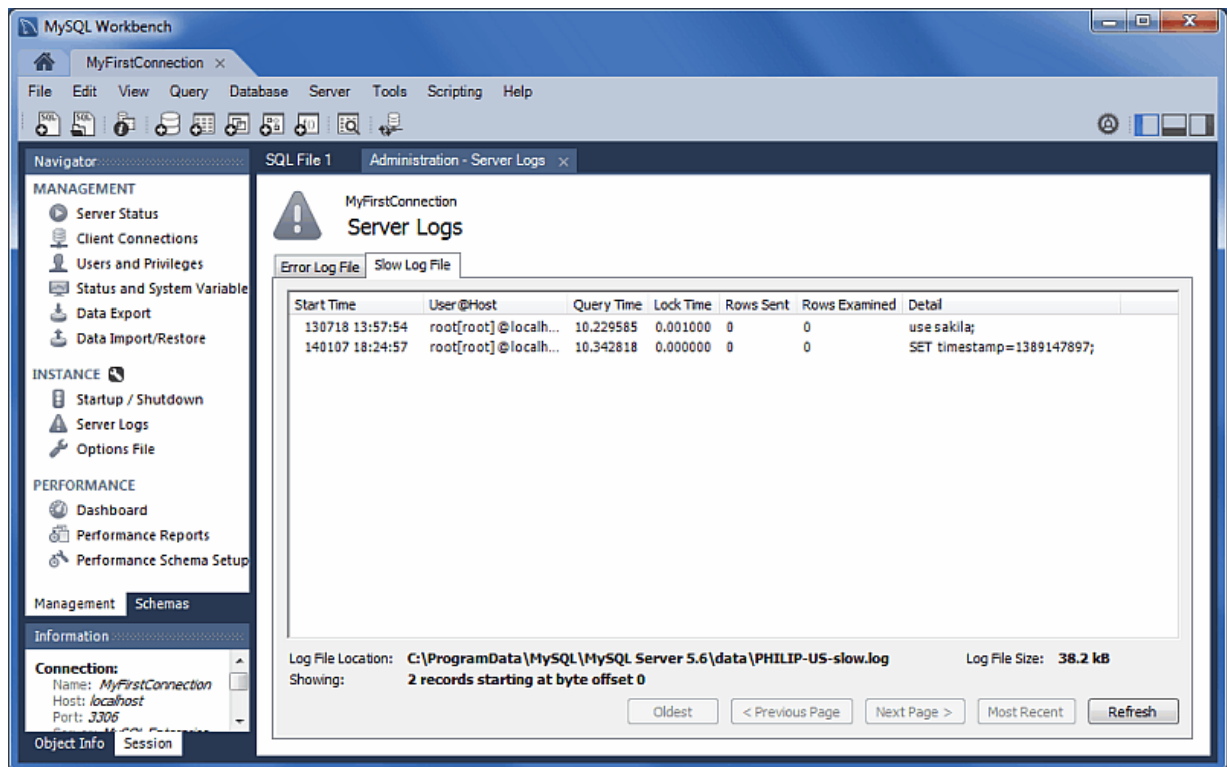 MySQL Workbench
MyFirstConnection ×
File Edit View Query Database Server Tools Scripting Help
Navigator
SQL File 1 Administration - Server Logs ×
MANAGEMENT
Server Status
Client Connections
Users and Privileges
Status and System Variable
Data Export
Data Import/Restore
INSTANCE
Startup / Shutdown
Server Logs
Options File
PERFORMANCE
Dashboard
Performance Reports
Performance Schema Setup
Management Schemas
Information
Connection:
Name: MyFirstConnection
Host: localhost
Port: 3306
Object Info Session
MyFirstConnection
Server Logs
Error Log File Slow Log File
Start Time User@Host Query Time Lock Time Rows Sent Rows Examined Detail
130718 13:57:54 root[root] @ localh... 10.229585 0.001000 0 0 use sakila;
140107 18:24:57 root[root] @ localh... 10.342818 0.000000 0 0 SET timestamp=1389147897;
Log File Location: C:\ProgramData\MySQL\MySQL Server 5.6\data\PHILIP-US-slow.log Log File Size: 38.2 kB
Showing: 2 records starting at byte offset 0
Oldest < Previous Page Next Page > Most Recent Refresh